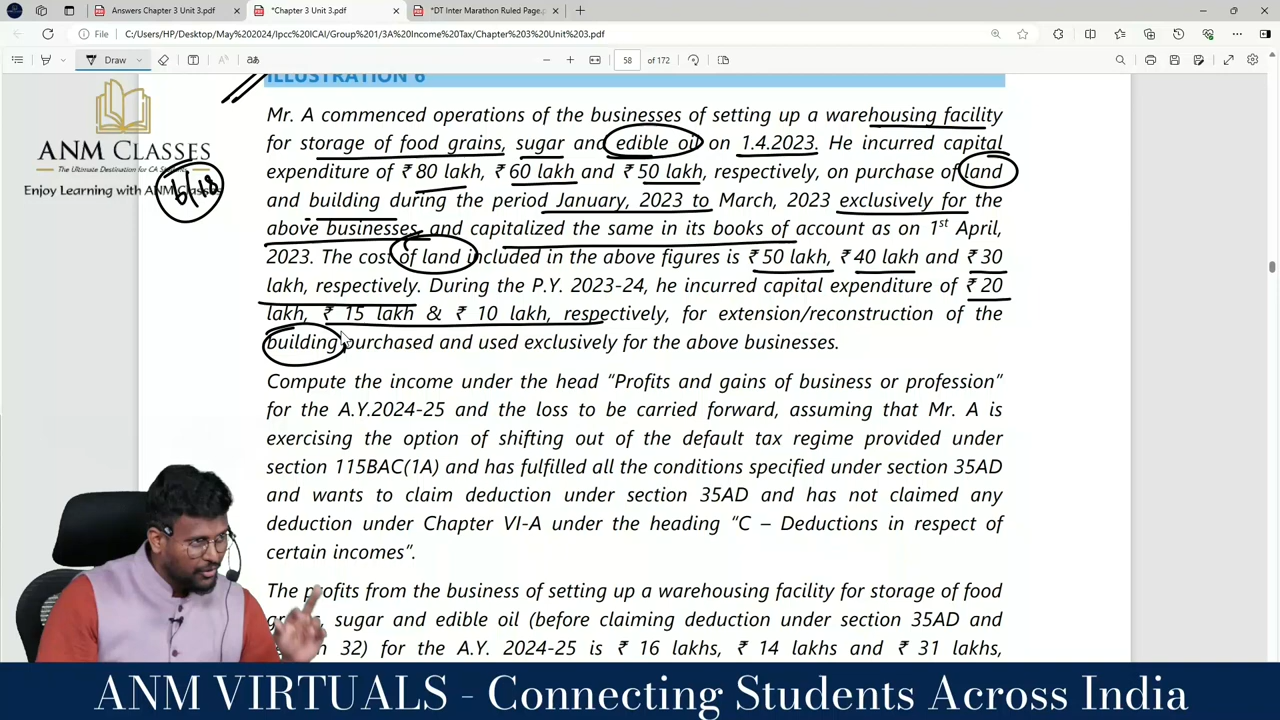 Answers Chapter 3 Unit 3.pdf
*Chapter 3 Unit 3.pdf
*DT Inter Marathon Ruled Page.p
File
C:/Users/HP/Desktop/May%202024/Ipcc%20ICAI/Group%201/3A%20Income%20Tax/Chapter%203%20Unit%203.pdf
Draw
58 of 172
ILLUSTRATION 6
Mr. A commenced operations of the businesses of setting up a warehousing facility
for storage of food grains, sugar and edible oil on 1.4.2023. He incurred capital
expenditure of ₹ 80 lakh, ₹ 60 lakh and ₹ 50 lakh, respectively, on purchase of land
and building during the period January, 2023 to March, 2023 exclusively for the
above businesses, and capitalized the same in its books of account as on 1st April,
2023. The cost of land included in the above figures is ₹ 50 lakh, ₹ 40 lakh and ₹ 30
lakh, respectively. During the P.Y. 2023-24, he incurred capital expenditure of ₹ 20
lakh, ₹ 15 lakh & ₹ 10 lakh, respectively, for extension/reconstruction of the
building purchased and used exclusively for the above businesses.
Compute the income under the head “Profits and gains of business or profession”
for the A.Y.2024-25 and the loss to be carried forward, assuming that Mr. A is
exercising the option of shifting out of the default tax regime provided under
section 115BAC(1A) and has fulfilled all the conditions specified under section 35AD
and wants to claim deduction under section 35AD and has not claimed any
deduction under Chapter VI-A under the heading “C – Deductions in respect of
certain incomes”.
The profits from the business of setting up a warehousing facility for storage of food
sugar and edible oil (before claiming deduction under section 35AD and
32) for the A.Y. 2024-25 is ₹ 16 lakhs, ₹ 14 lakhs and ₹ 31 lakhs,
ANM CLASSES
The Ultimate Destination for CA Students
Enjoy Learning with ANM Classes
ANM VIRTUALS - Connecting Students Across India